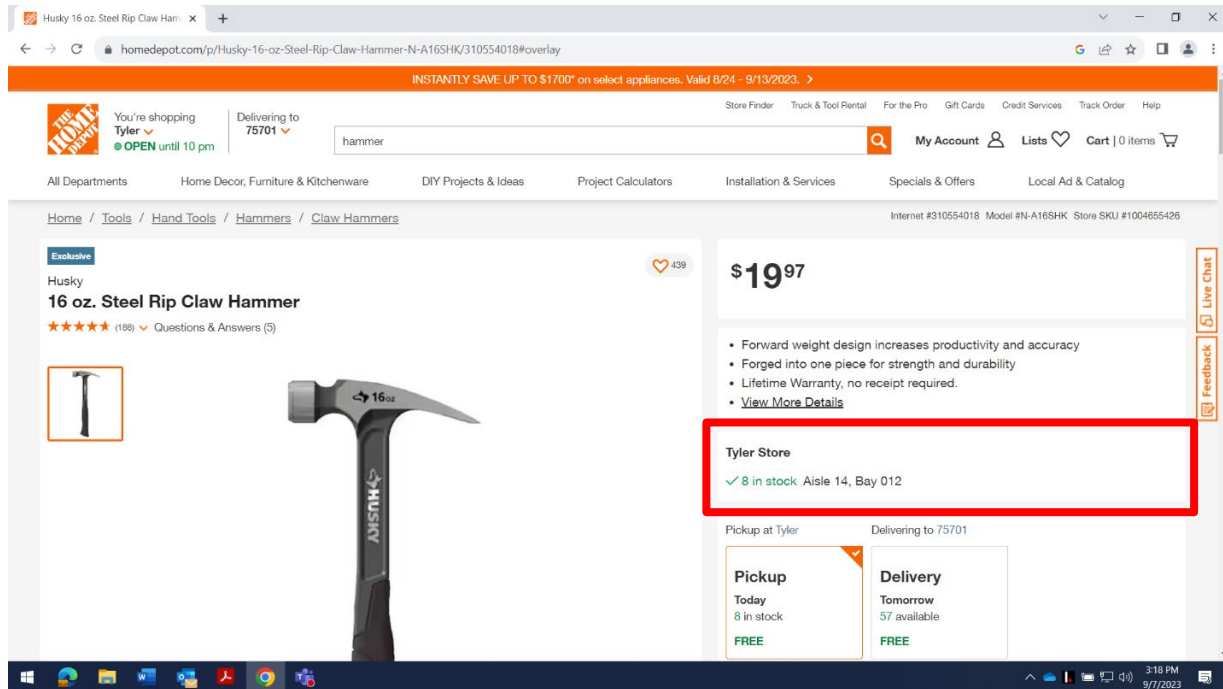 Husky 16 oz. Steel Rip Claw Ham
homedepot.com/p/Husky-16-oz-Steel-Rip-Claw-Hammer-N-A16SHK/310554018#overlay
INSTANTLY SAVE UP TO $1700* on select appliances. Valid 8/24 - 9/13/2023. >
Store Finder Truck & Tool Rental For the Pro Gift Cards Credit Services Track Order Help
THE HOME DEPOT
You're shopping
Tyler
OPEN until 10 pm
Delivering to
75701
hammer
My Account Lists Cart | 0 items
All Departments Home Decor, Furniture & Kitchenware DIY Projects & Ideas Project Calculators Installation & Services Specials & Offers Local Ad & Catalog
Home / Tools / Hand Tools / Hammers / Claw Hammers
Internet #310554018 Model #N-A16SHK Store SKU #1004655426
Exclusive
439
Husky
16 oz. Steel Rip Claw Hammer
(188) Questions & Answers (5)
16oz
HUSKY
$1997
• Forward weight design increases productivity and accuracy
• Forged into one piece for strength and durability
• Lifetime Warranty, no receipt required.
• View More Details
Live Chat
Feedback
Tyler Store
✓ 8 in stock Aisle 14, Bay 012
Pickup at Tyler
Delivering to 75701
Pickup
Today
8 in stock
FREE
Delivery
Tomorrow
57 available
FREE
3:18 PM
9/7/2023